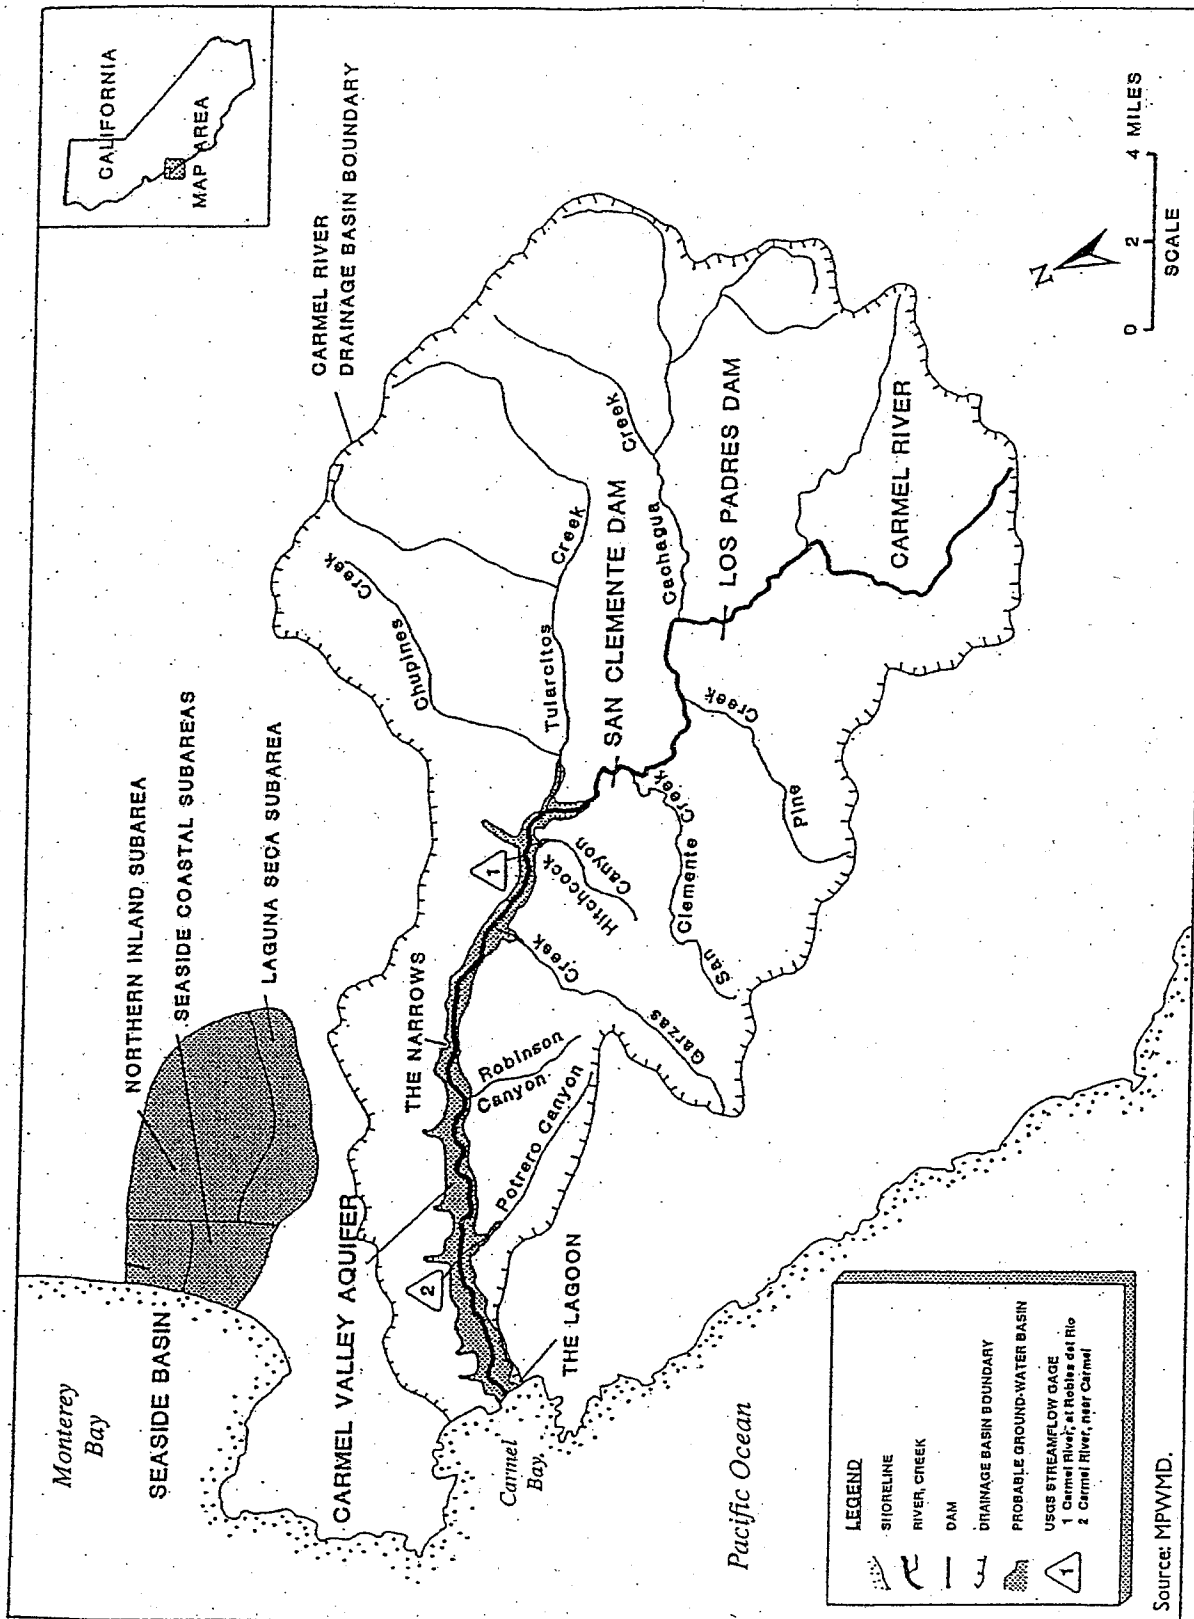 CALIFORNIA
MAP AREA
CARMEL RIVER
DRAINAGE BASIN BOUNDARY
NORTHERN INLAND SUBAREA
SEASIDE COASTAL SUBAREAS
LAGUNA SECA SUBAREA
Monterey
Bay
SEASIDE BASIN
CARMEL VALLEY AQUIFER
THE NARROWS
Chupines
Creek
Tularcitos
Creek
Cachagua
Creek
SAN CLEMENTE DAM
LOS PADRES DAM
CARMEL RIVER
1
2
Hitchcock
Canyon
San
Clemente
Creek
Pine
Creek
Garzas
Creek
Robinson
Canyon
Potrero Canyon
THE LAGOON
Carmel
Bay
Pacific Ocean
N
0 2 4 MILES
SCALE
LEGEND
SHORELINE
RIVER, CREEK
DAM
DRAINAGE BASIN BOUNDARY
PROBABLE GROUND-WATER BASIN
1
USGS STREAMFLOW GAGE
1 Carmel River, at Robles del Rio
2 Carmel River, near Carmel
Source: MPWMD.